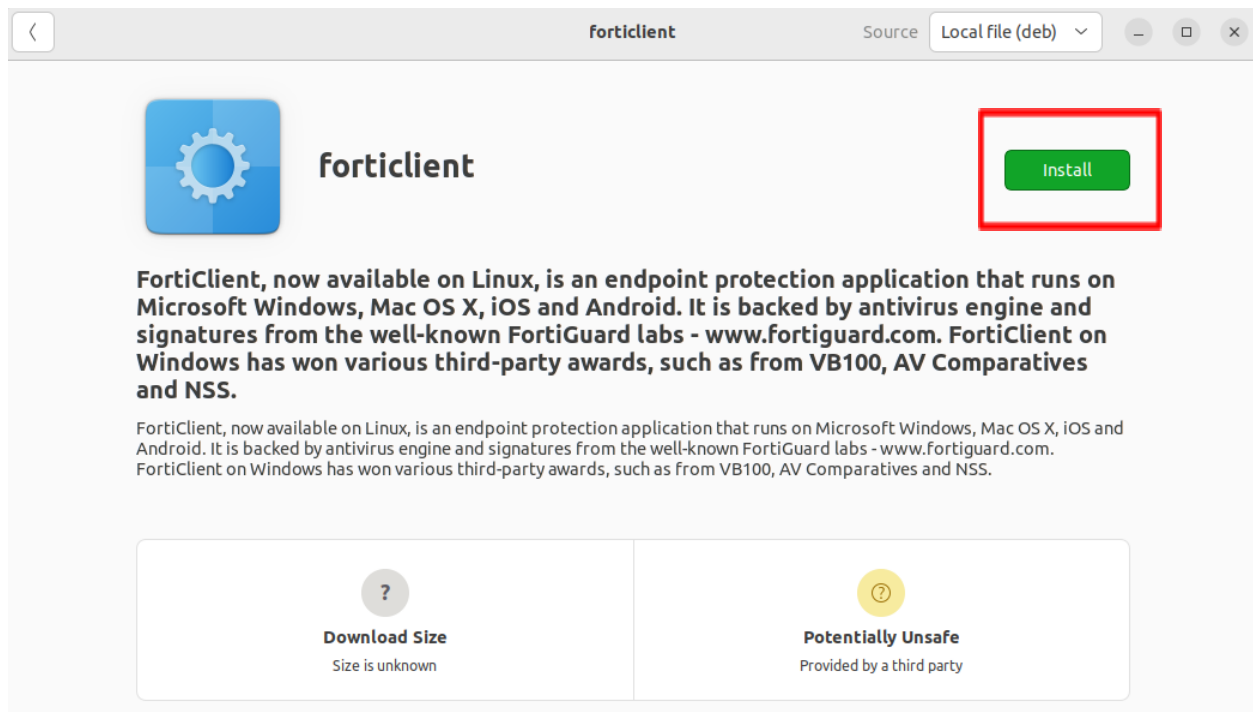 forticlient
Source
Local file (deb)
forticlient
Install
FortiClient, now available on Linux, is an endpoint protection application that runs on
Microsoft Windows, Mac OS X, iOS and Android. It is backed by antivirus engine and
signatures from the well-known FortiGuard labs - www.fortiguard.com. FortiClient on
Windows has won various third-party awards, such as from VB100, AV Comparatives
and NSS.
FortiClient, now available on Linux, is an endpoint protection application that runs on Microsoft Windows, Mac OS X, iOS and
Android. It is backed by antivirus engine and signatures from the well-known FortiGuard labs - www.fortiguard.com.
FortiClient on Windows has won various third-party awards, such as from VB100, AV Comparatives and NSS.
?
?
Download Size
Potentially Unsafe
Size is unknown
Provided by a third party